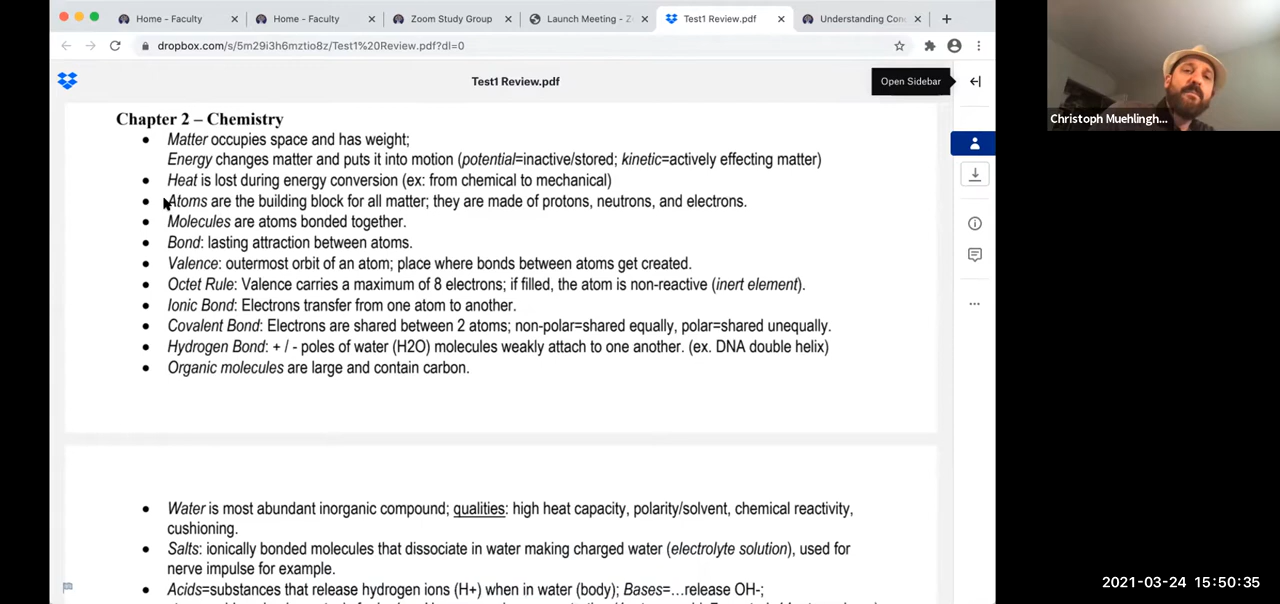 Home - Faculty
Home - Faculty
Zoom Study Group
Launch Meeting - Z
Test1 Review.pdf
Understanding Con
dropbox.com/s/5m29i3h6mztio8z/Test1%20Review.pdf?dl=0
Test1 Review.pdf
Open Sidebar
Christoph Muehlingh...
Chapter 2 – Chemistry
• Matter occupies space and has weight;
Energy changes matter and puts it into motion (potential=inactive/stored; kinetic=actively effecting matter)
• Heat is lost during energy conversion (ex: from chemical to mechanical)
• Atoms are the building block for all matter; they are made of protons, neutrons, and electrons.
• Molecules are atoms bonded together.
• Bond: lasting attraction between atoms.
• Valence: outermost orbit of an atom; place where bonds between atoms get created.
• Octet Rule: Valence carries a maximum of 8 electrons; if filled, the atom is non-reactive (inert element).
• Ionic Bond: Electrons transfer from one atom to another.
• Covalent Bond: Electrons are shared between 2 atoms; non-polar=shared equally, polar=shared unequally.
• Hydrogen Bond: + / - poles of water (H2O) molecules weakly attach to one another. (ex. DNA double helix)
• Organic molecules are large and contain carbon.
• Water is most abundant inorganic compound; qualities: high heat capacity, polarity/solvent, chemical reactivity,
cushioning.
• Salts: ionically bonded molecules that dissociate in water making charged water (electrolyte solution), used for
nerve impulse for example.
• Acids=substances that release hydrogen ions (H+) when in water (body); Bases=…release OH-;
2021-03-24 15:50:35